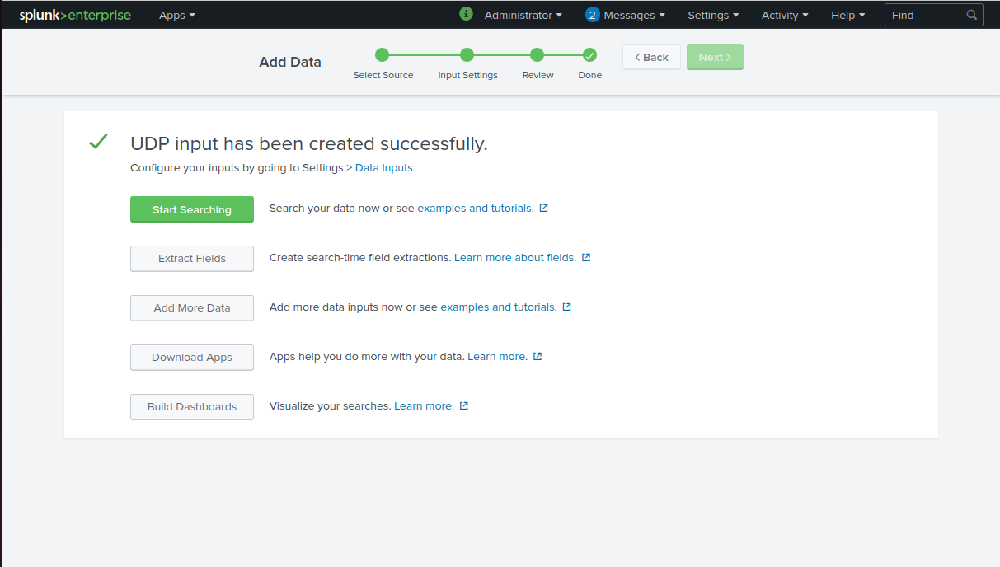 splunk>enterprise Apps Administrator 2 Messages Settings Activity Help Find
Add Data
Select Source Input Settings Review Done
< Back Next >
UDP input has been created successfully.
Configure your inputs by going to Settings > Data Inputs
Start Searching Search your data now or see examples and tutorials.
Extract Fields Create search-time field extractions. Learn more about fields.
Add More Data Add more data inputs now or see examples and tutorials.
Download Apps Apps help you do more with your data. Learn more.
Build Dashboards Visualize your searches. Learn more.